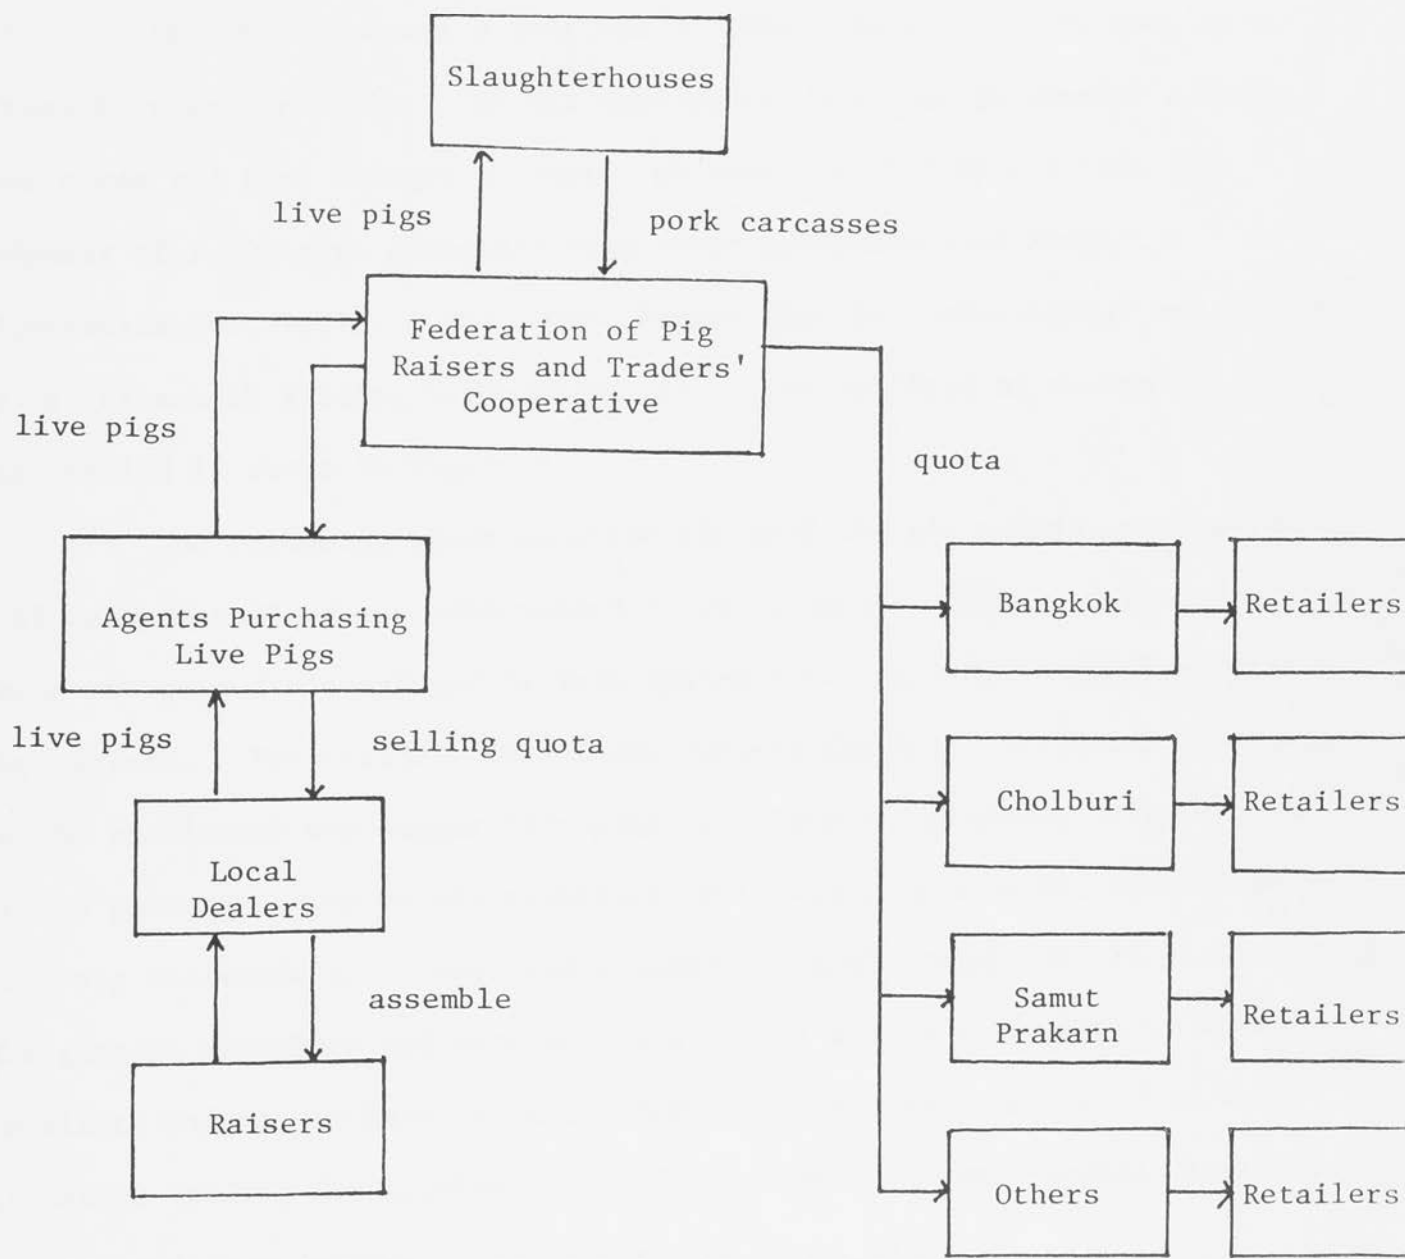 Slaughterhouses
live pigs
pork carcasses
Federation of Pig
Raisers and Traders'
Cooperative
live pigs
quota
Agents Purchasing
Live Pigs
Bangkok
Retailers
live pigs
selling quota
Cholburi
Retailers
Local
Dealers
assemble
Samut
Prakarn
Retailers
Raisers
Others
Retailers